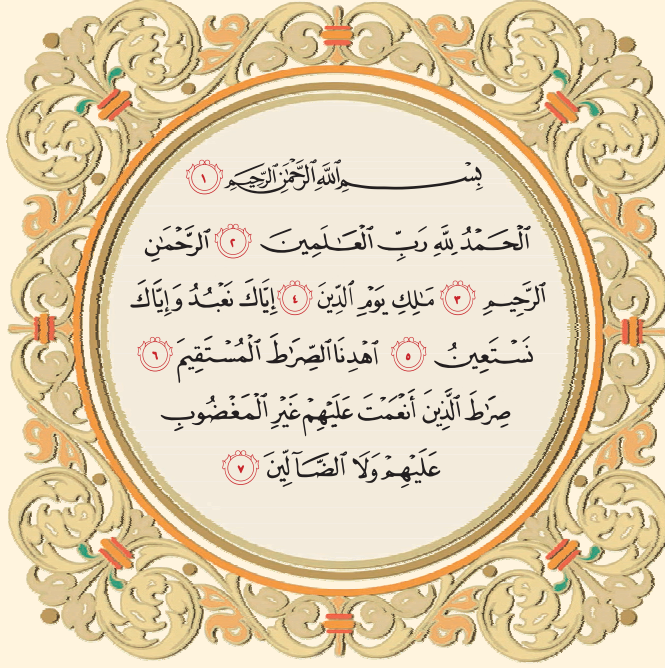 بِسْمِ ٱللَّهِ ٱلرَّحْمَٰنِ ٱلرَّحِيمِ ١
ٱلْحَمْدُ لِلَّهِ رَبِّ ٱلْعَٰلَمِينَ ٢ ٱلرَّحْمَٰنِ
ٱلرَّحِيمِ ٣ مَٰلِكِ يَوْمِ ٱلدِّينِ ٤ إِيَّاكَ نَعْبُدُ وَإِيَّاكَ
نَسْتَعِينُ ٥ ٱهْدِنَا ٱلصِّرَٰطَ ٱلْمُسْتَقِيمَ ٦
صِرَٰطَ ٱلَّذِينَ أَنْعَمْتَ عَلَيْهِمْ غَيْرِ ٱلْمَغْضُوبِ
عَلَيْهِمْ وَلَا ٱلضَّآلِّينَ ٧